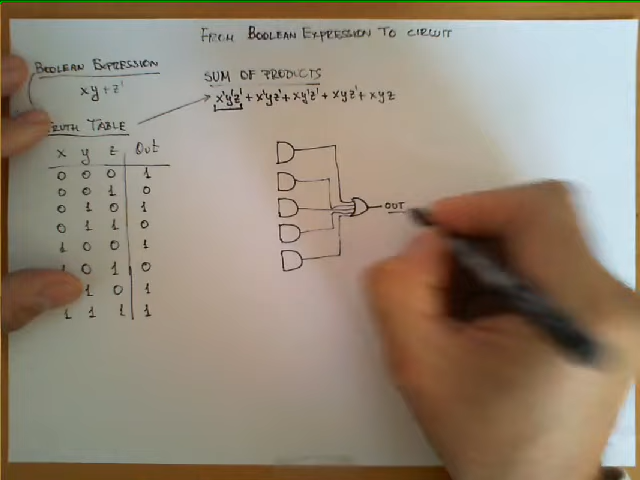 FROM BOOLEAN EXPRESSION TO CIRCUIT
BOOLEAN EXPRESSION
xy + z'
SUM OF PRODUCTS
x'y'z' + x'yz' + xy'z' + xyz' + xyz
TRUTH TABLE
x y z Out
0 0 0 1
0 0 1 0
0 1 0 1
0 1 1 0
1 0 0 1
1 0 1 0
1 0 1
1 1 1 1
OUT